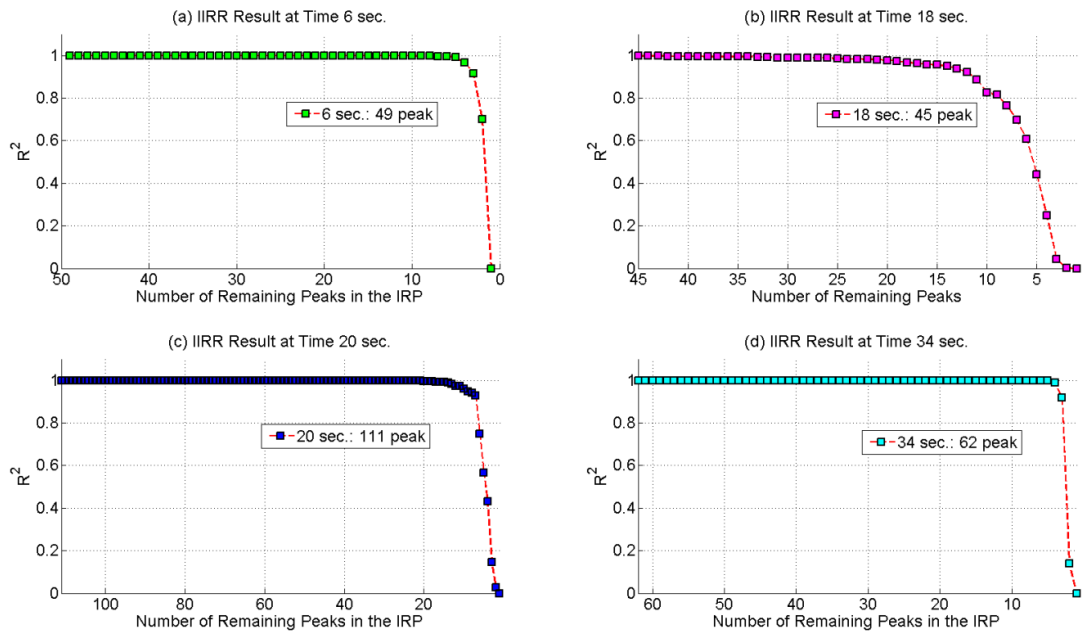 (a) IIRR Result at Time 6 sec.
1
0.8
0.6
0.4
0.2
0
R²
6 sec.: 49 peak
50 40 30 20 10 0
Number of Remaining Peaks in the IRP
(b) IIRR Result at Time 18 sec.
1
0.8
0.6
0.4
0.2
0
R²
18 sec.: 45 peak
45 40 35 30 25 20 15 10 5
Number of Remaining Peaks
(c) IIRR Result at Time 20 sec.
1
0.8
0.6
0.4
0.2
0
R²
20 sec.: 111 peak
100 80 60 40 20
Number of Remaining Peaks in the IRP
(d) IIRR Result at Time 34 sec.
1
0.8
0.6
0.4
0.2
0
R²
34 sec.: 62 peak
60 50 40 30 20 10
Number of Remaining Peaks in the IRP